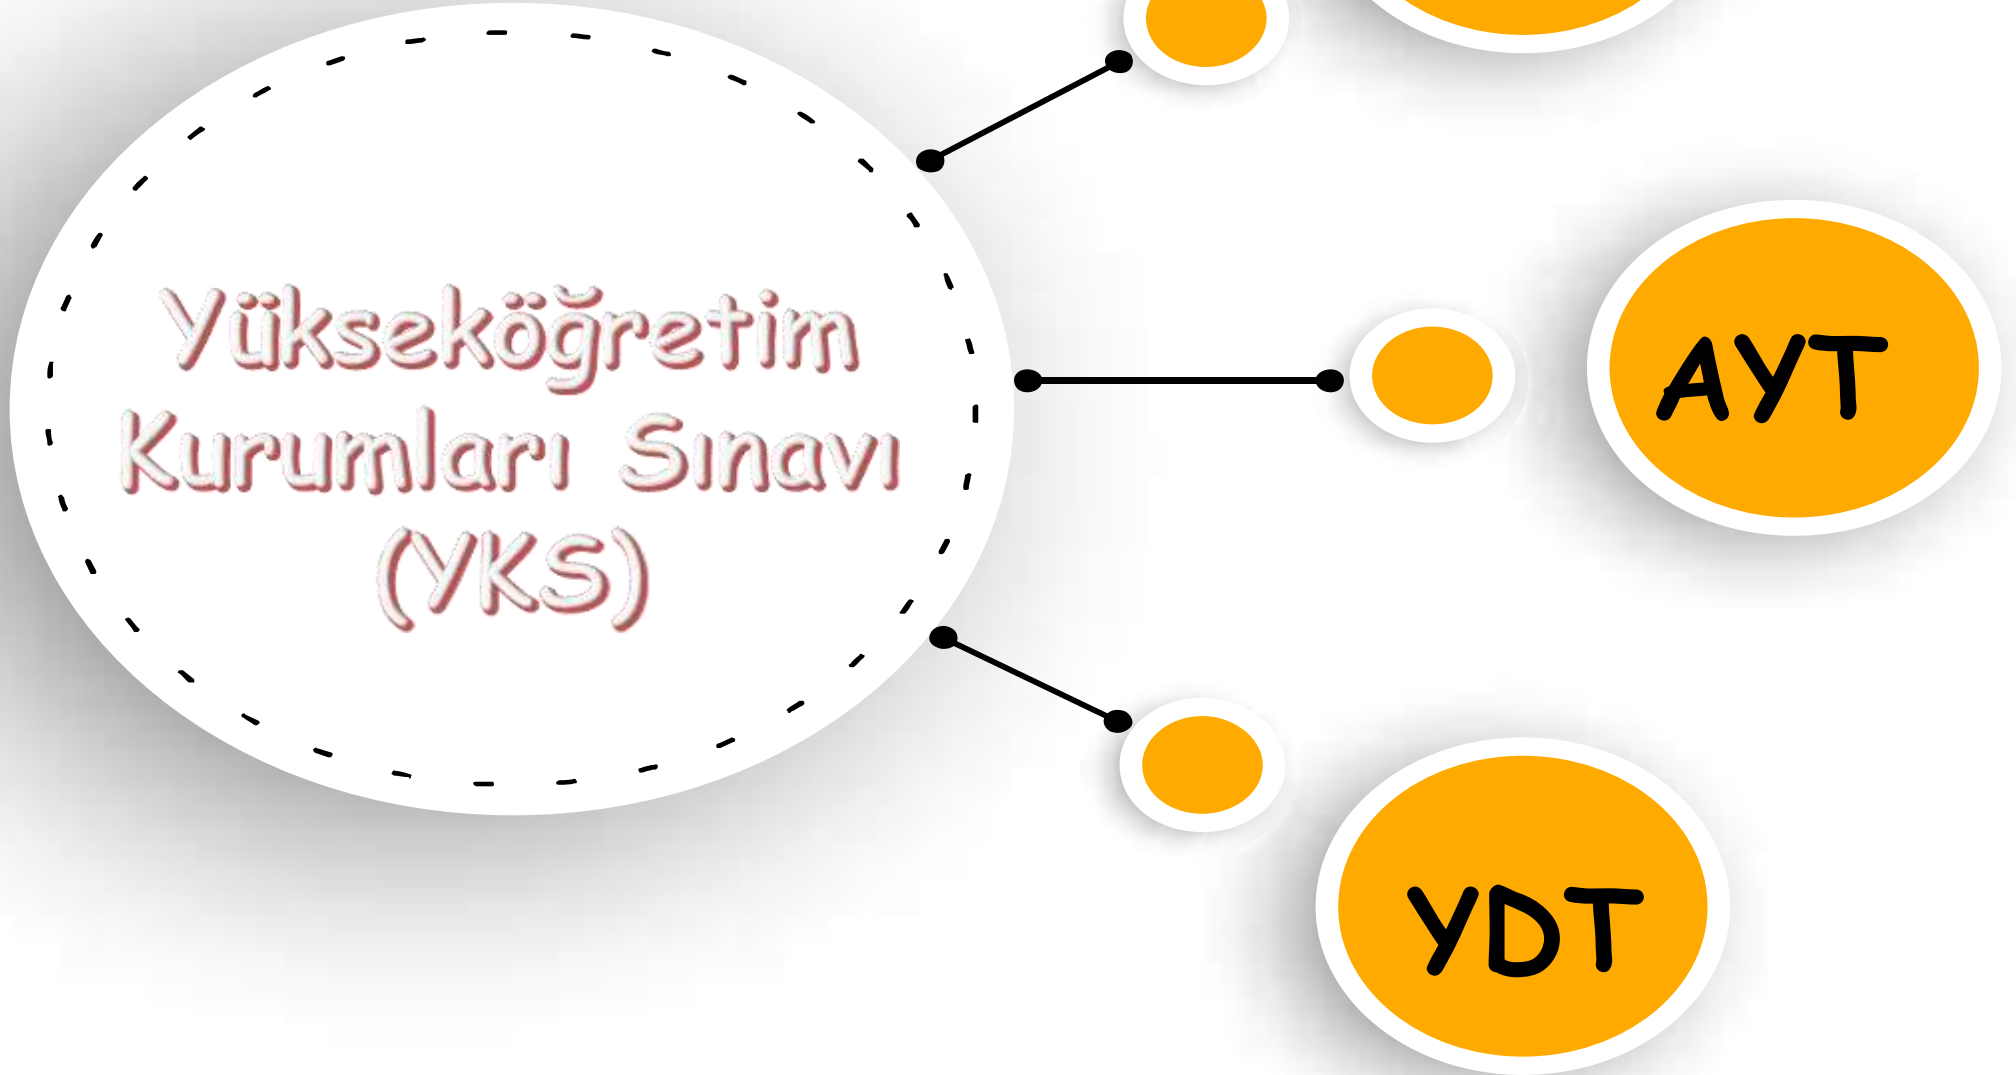 Yükseköğretim
Kurumları Sınavı
(YKS)
AYT
YDT